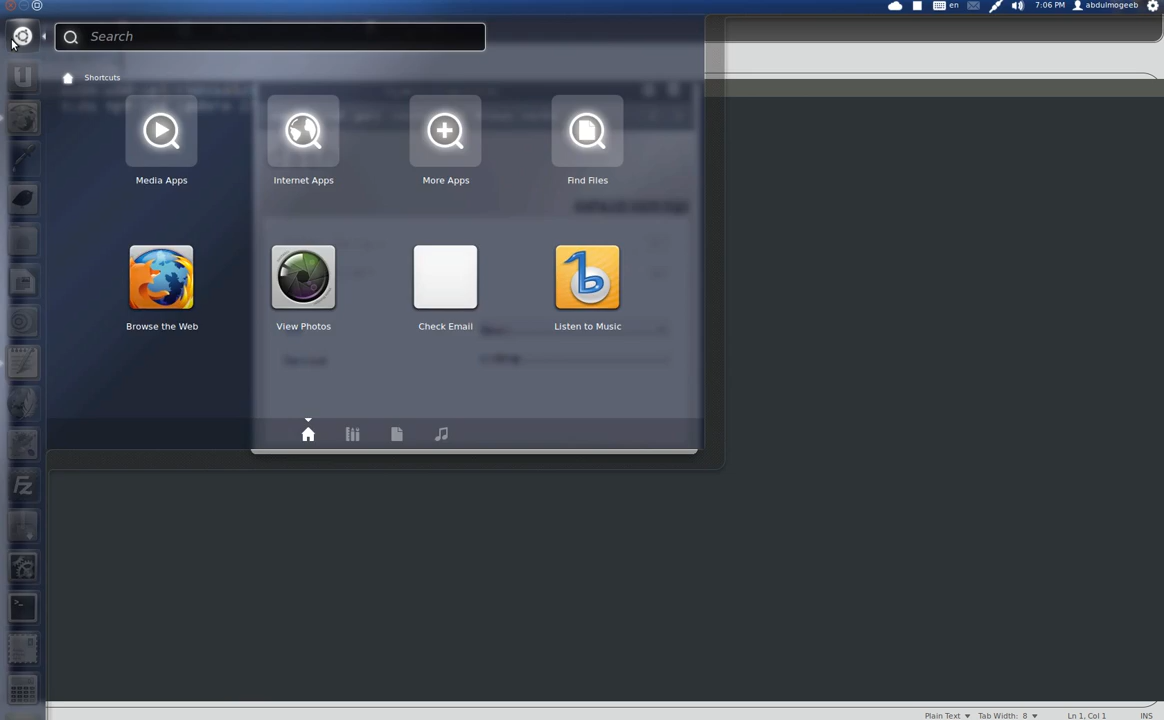 en
7:06 PM
abdulmogeeb
Search
Shortcuts
Media Apps
Internet Apps
More Apps
Find Files
Browse the Web
View Photos
Check Email
Listen to Music
Fz
>_
Plain Text
Tab Width: 8
Ln 1, Col 1
INS